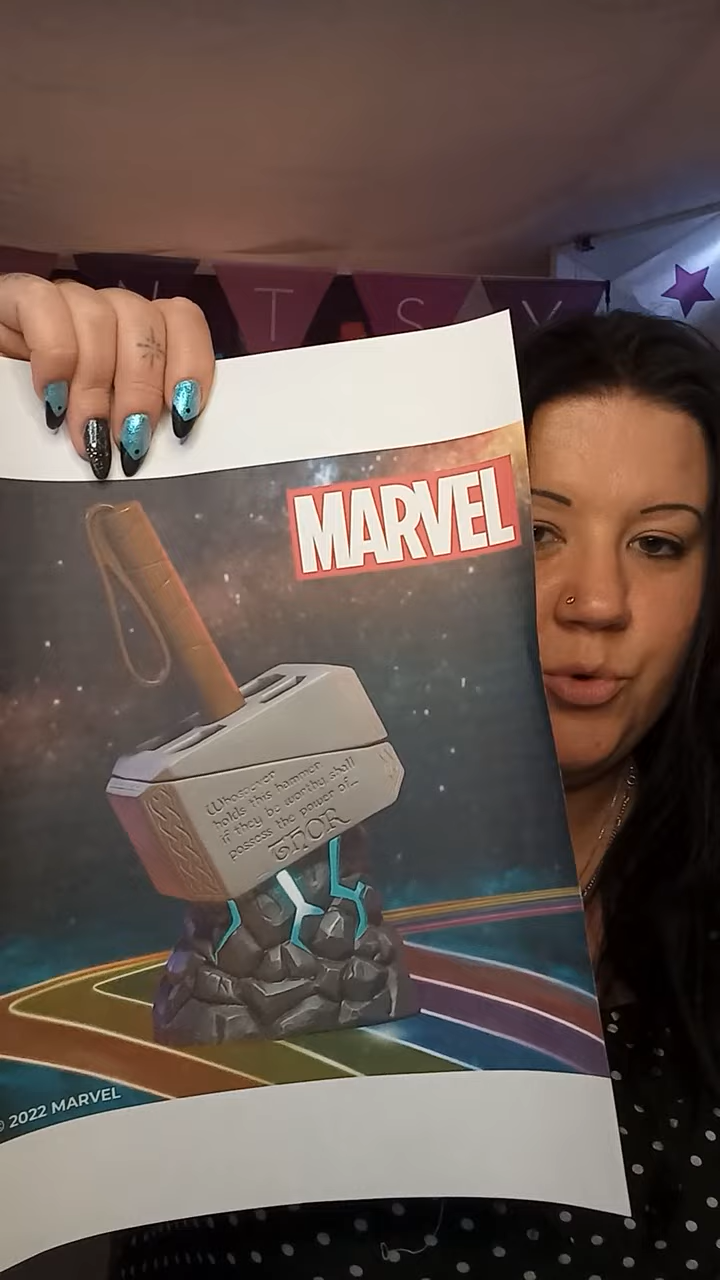 N T S Y
MARVEL
Whosoever
holds this hammer
if they be worthy shall
possess the power of...
THOR
© 2022 MARVEL